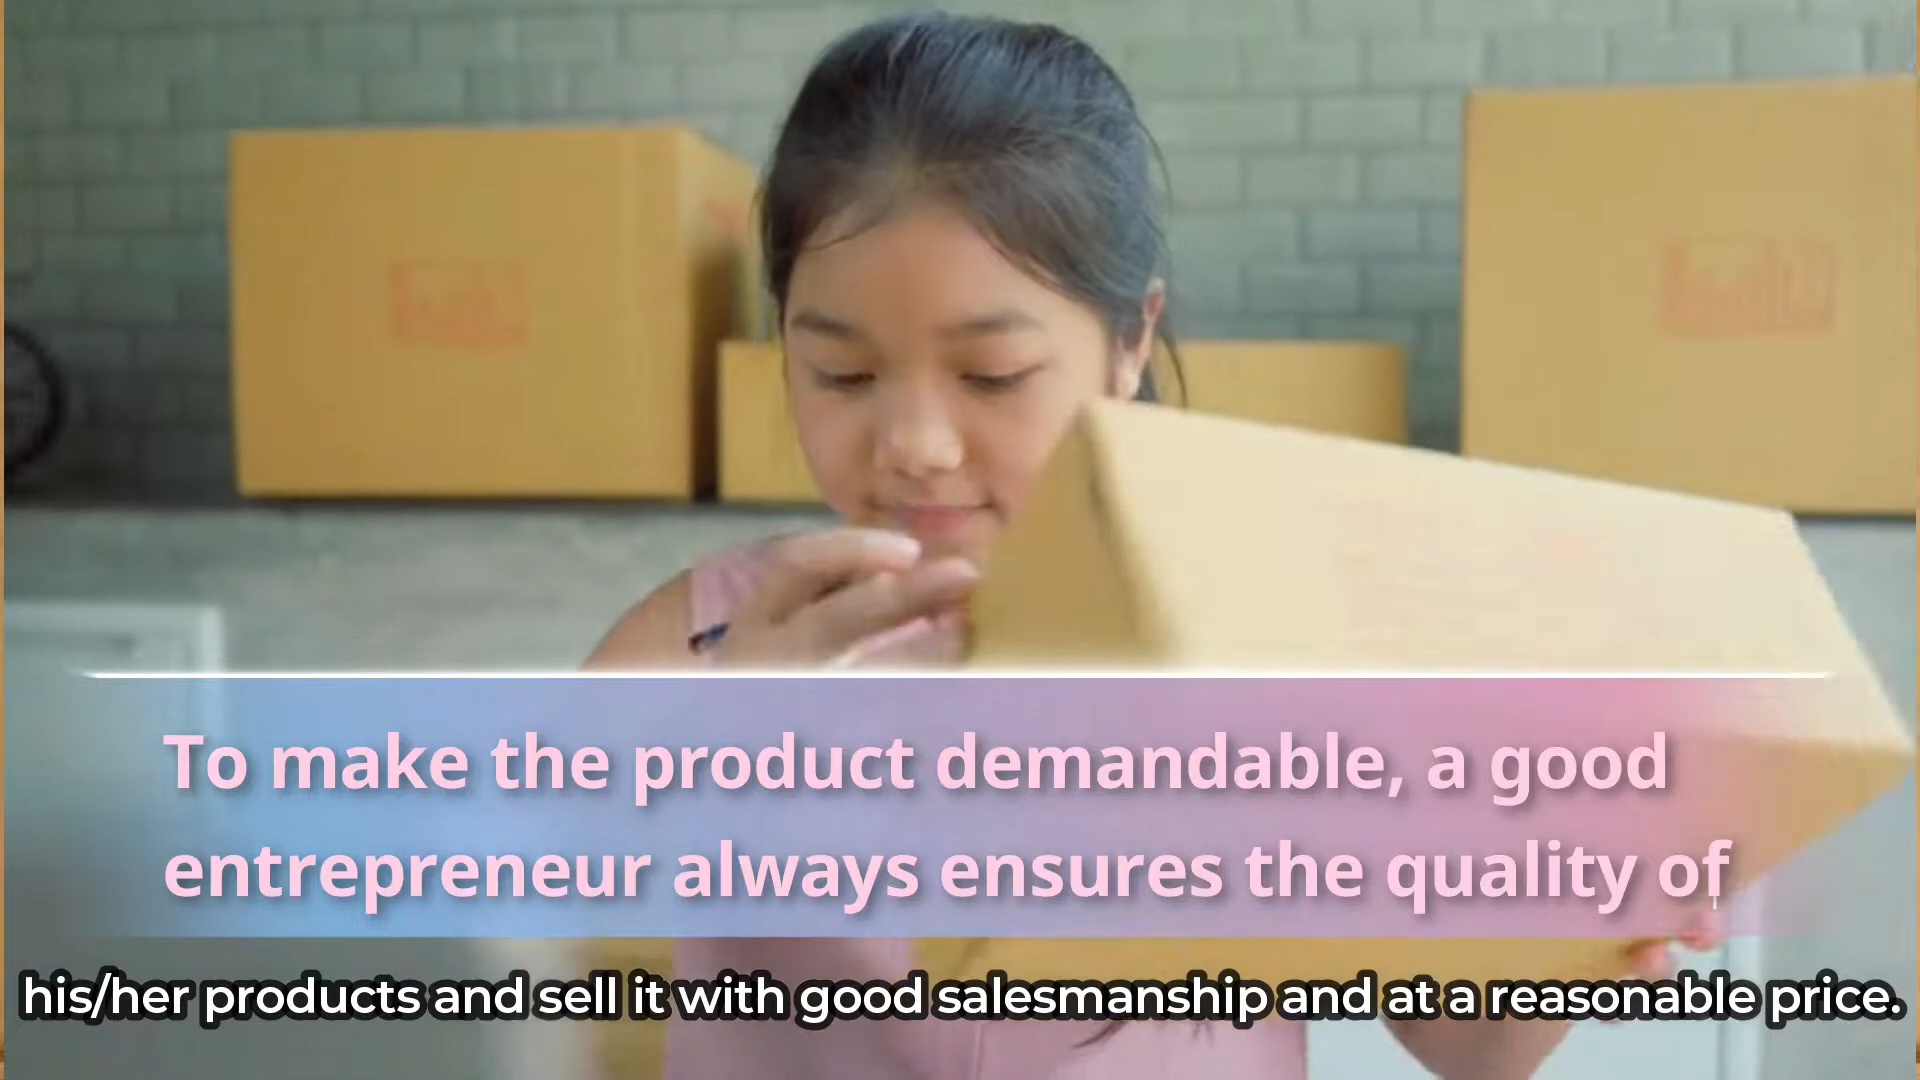 To make the product demandable, a good
entrepreneur always ensures the quality of
his/her products and sell it with good salesmanship and at a reasonable price.